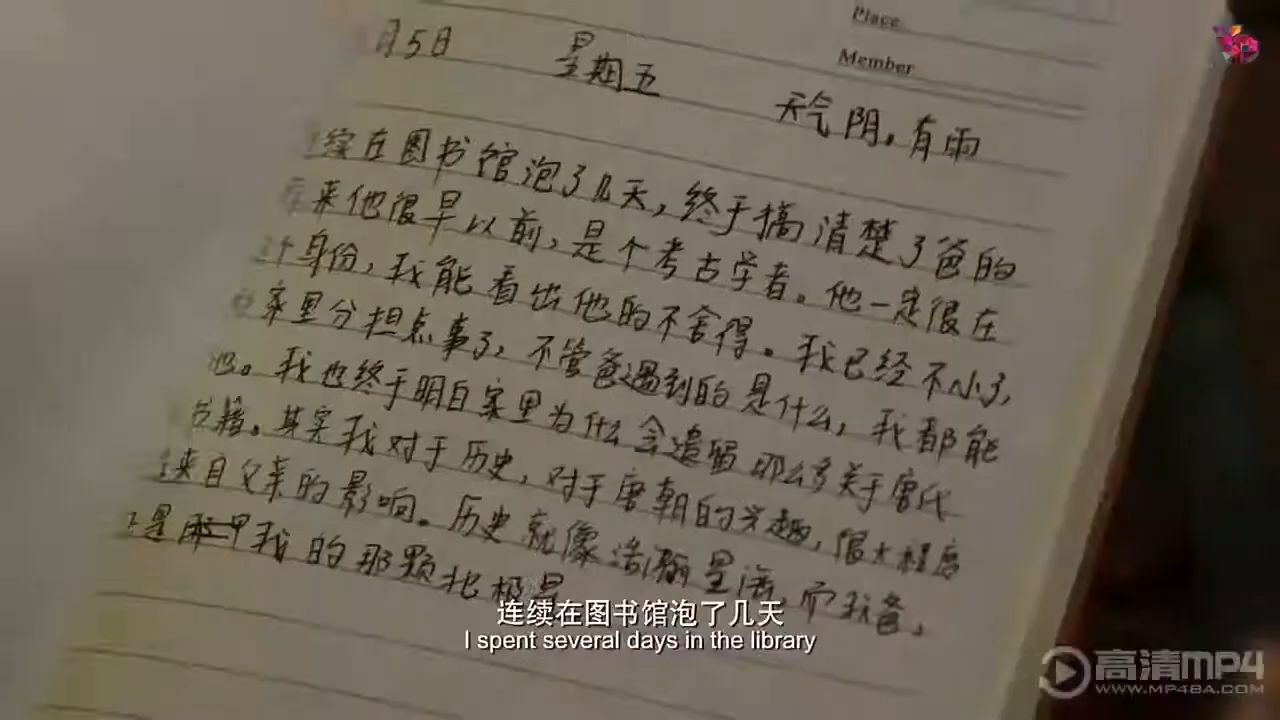 Place
Member
月5日 星期五 天气阴。有雨
续在图书馆泡了几天，终于搞清楚了爸的
来他很早以前，是个考古学者。他一定很在
个身份，我能看出他的不舍得。我已经不小了，
家里分担点事了，不管爸遇到的是什么，我都能
我也终于明白家里为什么会遗留那么多关于唐代
书籍。其实我对于历史，对于唐朝的兴趣，很大程度
来自父亲的影响。历史就像浩瀚星海，而我爸，
是 我的那颗北极星
连续在图书馆泡了几天
I spent several days in the library
高清MP4
WWW.MP4BA.COM